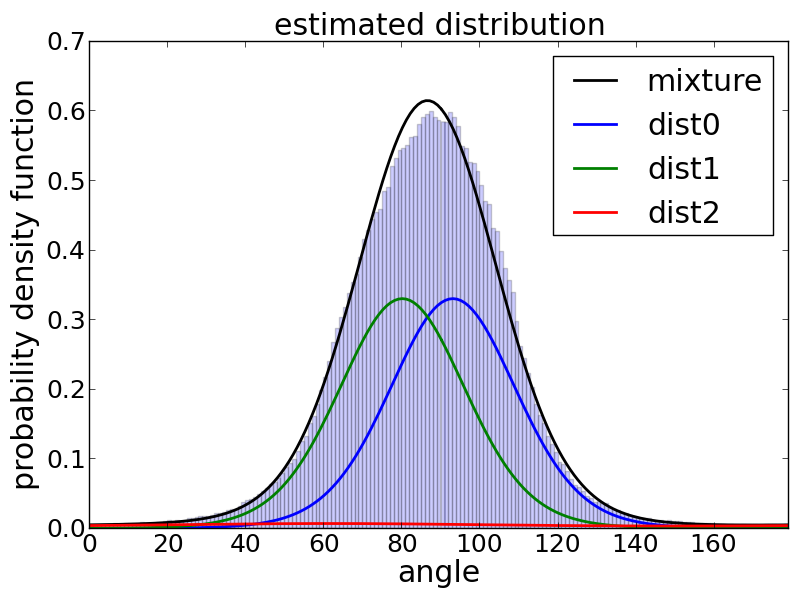 estimated distribution
0.7
0.6
0.5
0.4
0.3
0.2
0.1
0.0
probability density function
mixture
dist0
dist1
dist2
0 20 40 60 80 100 120 140 160
angle